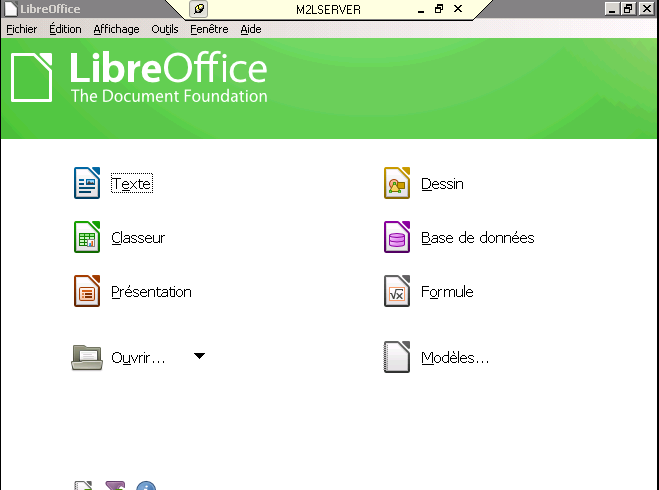 LibreOffice
M2LSERVER
Fichier Édition Affichage Outils Fenêtre Aide
LibreOffice
The Document Foundation
Texte
Dessin
Classeur
Base de données
Présentation
Formule
Ouvrir...
Modèles...